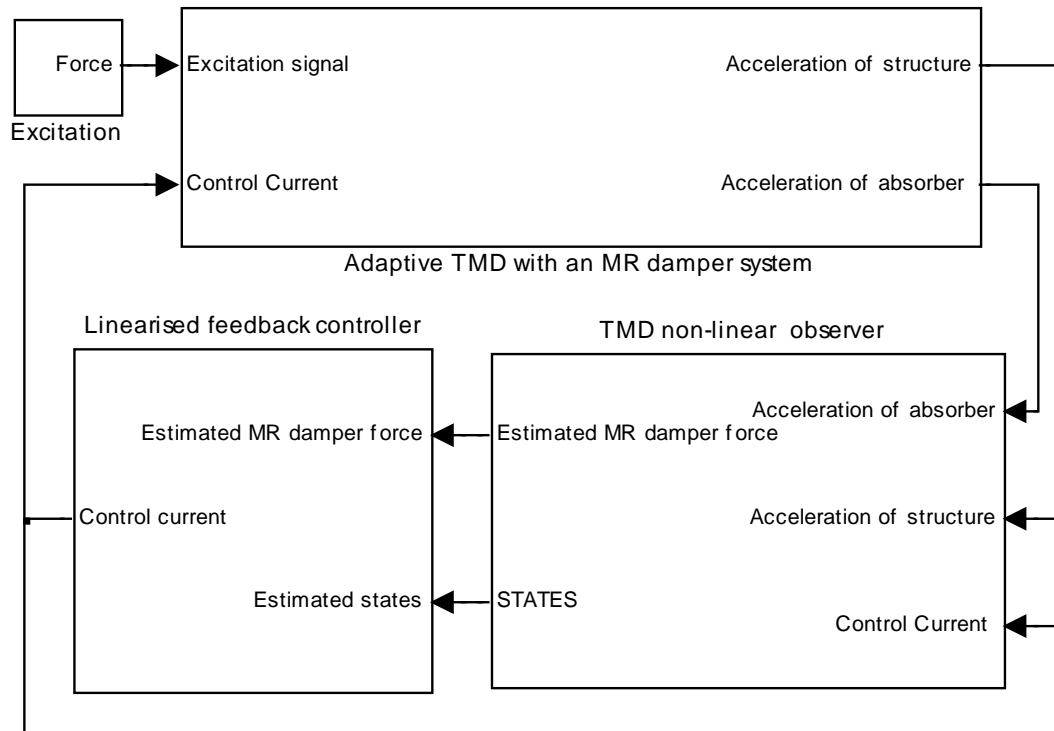 Force
Excitation signal
Acceleration of structure
Excitation
Control Current
Acceleration of absorber
Adaptive TMD with an MR damper system
Linearised feedback controller
TMD non-linear observer
Acceleration of absorber
Estimated MR damper force
Estimated MR damper force
Control current
Acceleration of structure
Estimated states
STATES
Control Current